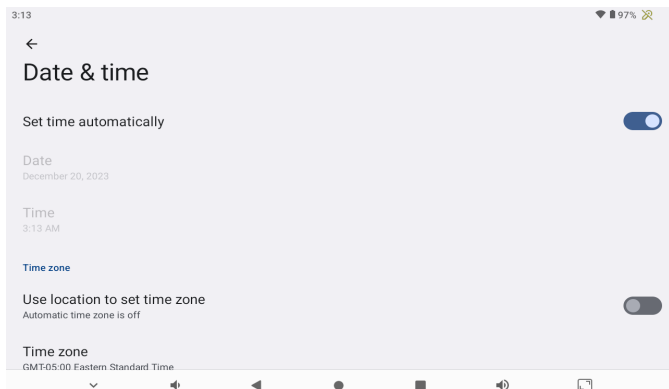 3:13
97%
Date & time
Set time automatically
Date
December 20, 2023
Time
3:13 AM
Time zone
Use location to set time zone
Automatic time zone is off
Time zone
GMT-05:00 Eastern Standard Time